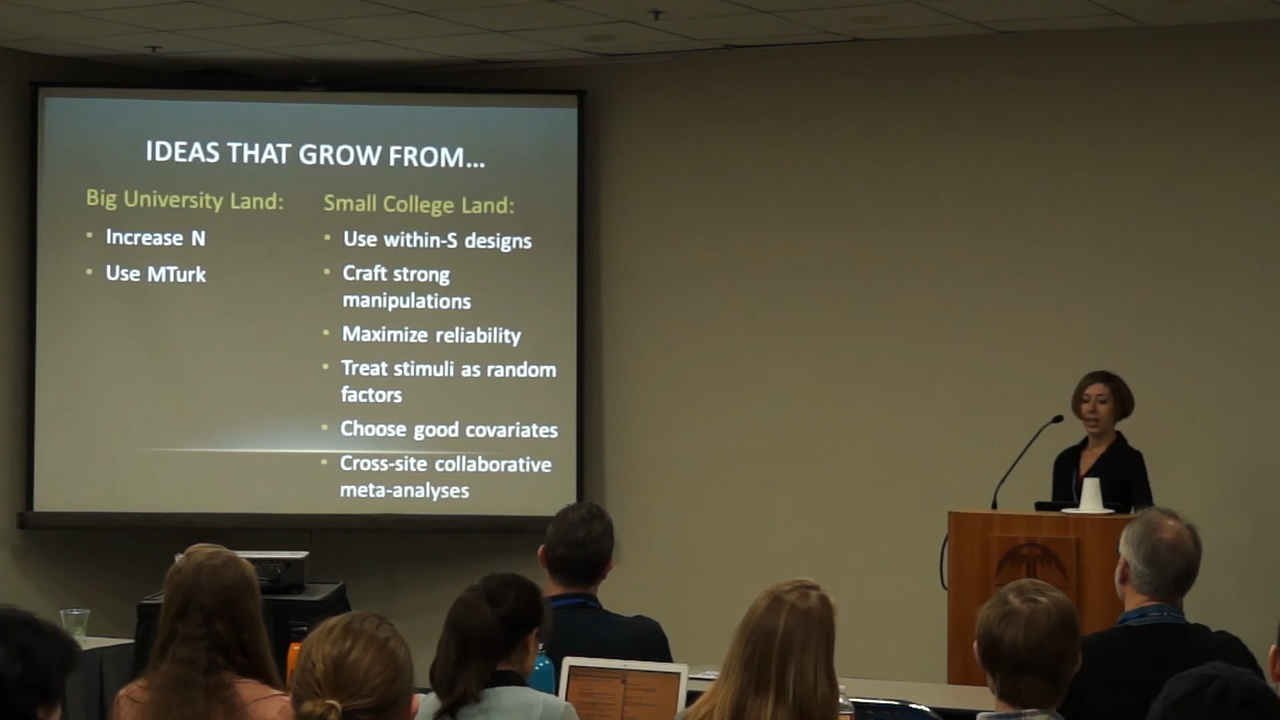 IDEAS THAT GROW FROM...
Big University Land:
• Increase N
• Use MTurk
Small College Land:
• Use within-S designs
• Craft strong
manipulations
• Maximize reliability
• Treat stimuli as random
factors
• Choose good covariates
• Cross-site collaborative
meta-analyses